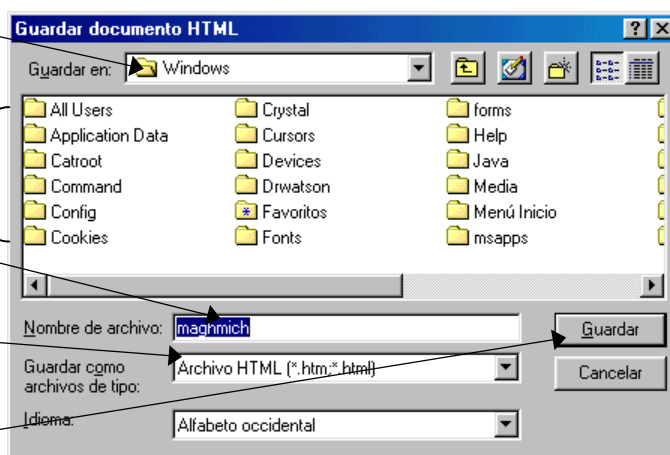 Guardar documento HTML
Guardar en: Windows
All Users Crystal forms
Application Data Cursors Help
Catroot Devices Java
Command Drwatson Media
Config Favoritos Menú Inicio
Cookies Fonts msapps
Nombre de archivo: maghmich Guardar
Guardar como archivos de tipo: Archivo HTML (*.htm;*.html) Cancelar
Idioma: Alfabeto occidental